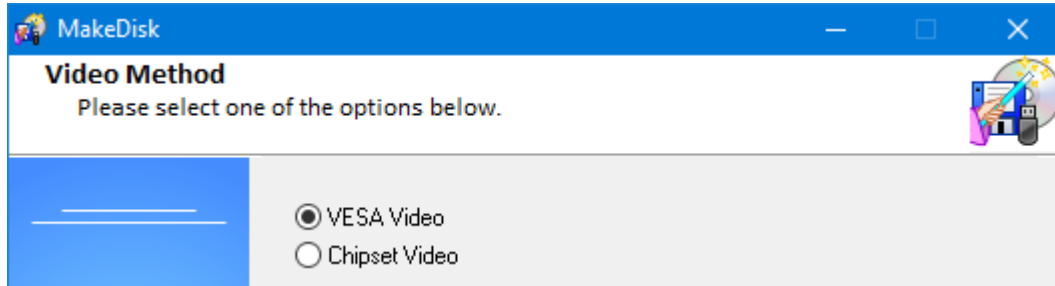 MakeDisk
Video Method
Please select one of the options below.
VESA Video
Chipset Video